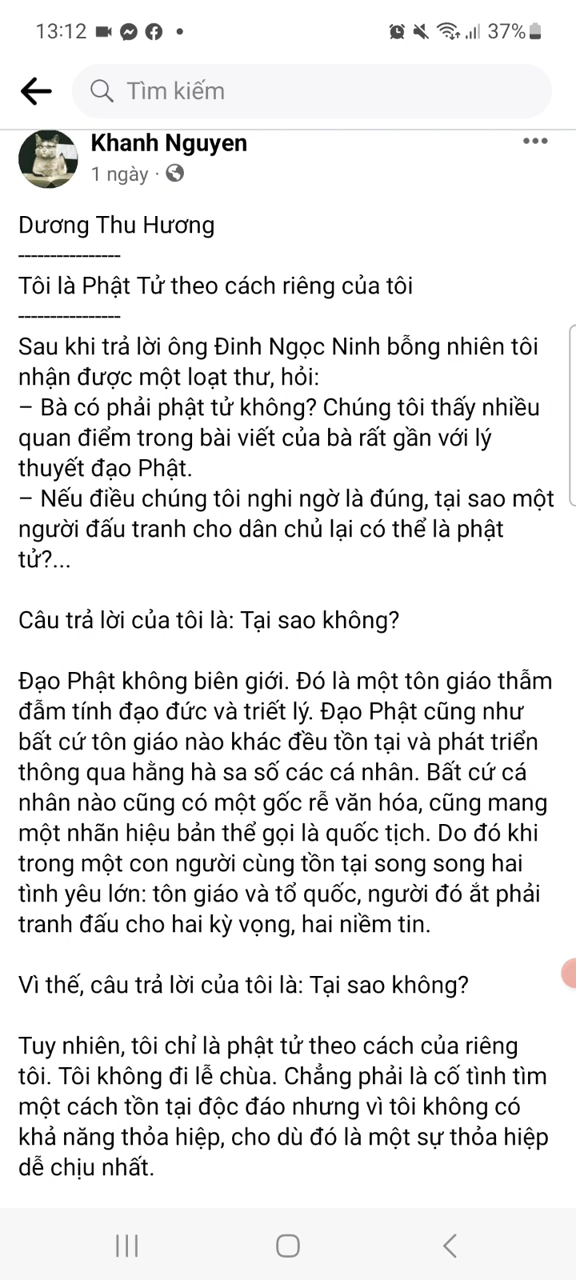 13:12
37%
Tìm kiếm
Khanh Nguyen
1 ngày ·
Dương Thu Hương
----------------
Tôi là Phật Tử theo cách riêng của tôi
----------------
Sau khi trả lời ông Đinh Ngọc Ninh bỗng nhiên tôi
nhận được một loạt thư, hỏi:
– Bà có phải phật tử không? Chúng tôi thấy nhiều
quan điểm trong bài viết của bà rất gần với lý
thuyết đạo Phật.
– Nếu điều chúng tôi nghi ngờ là đúng, tại sao một
người đấu tranh cho dân chủ lại có thể là phật
tử?...
Câu trả lời của tôi là: Tại sao không?
Đạo Phật không biên giới. Đó là một tôn giáo thẫm
đẫm tính đạo đức và triết lý. Đạo Phật cũng như
bất cứ tôn giáo nào khác đều tồn tại và phát triển
thông qua hằng hà sa số các cá nhân. Bất cứ cá
nhân nào cũng có một gốc rễ văn hóa, cũng mang
một nhãn hiệu bản thể gọi là quốc tịch. Do đó khi
trong một con người cùng tồn tại song song hai
tình yêu lớn: tôn giáo và tổ quốc, người đó ắt phải
tranh đấu cho hai kỳ vọng, hai niềm tin.
Vì thế, câu trả lời của tôi là: Tại sao không?
Tuy nhiên, tôi chỉ là phật tử theo cách của riêng
tôi. Tôi không đi lễ chùa. Chẳng phải là cố tình tìm
một cách tồn tại độc đáo nhưng vì tôi không có
khả năng thỏa hiệp, cho dù đó là một sự thỏa hiệp
dễ chịu nhất.